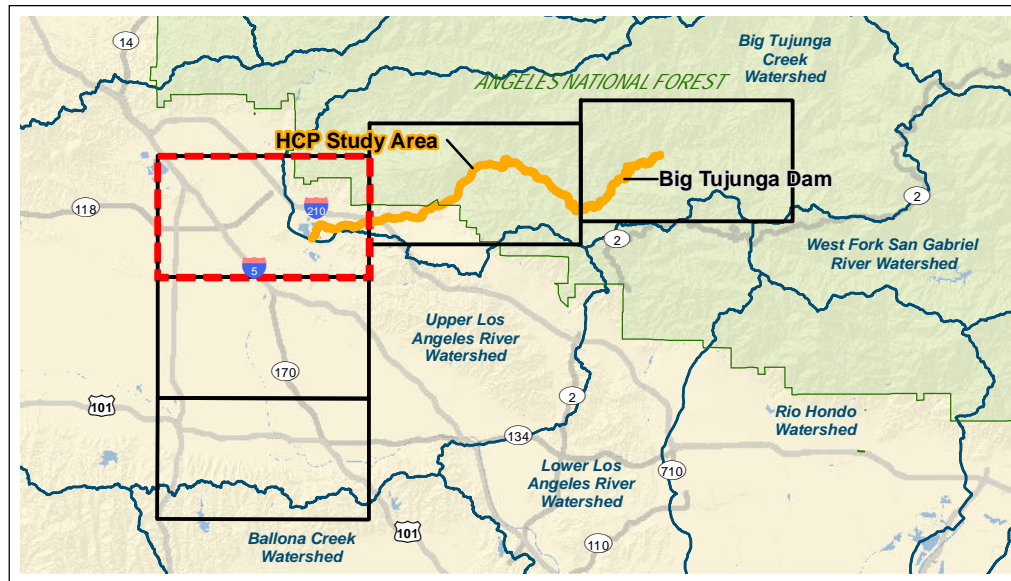 14
Big Tujunga
Creek
Watershed
ANGELES NATIONAL FOREST
HCP Study Area
Big Tujunga Dam
118
210
2
2
5
West Fork San Gabriel
River Watershed
Upper Los
Angeles River
Watershed
170
2
101
Rio Hondo
Watershed
134
710
Lower Los
Angeles River
Watershed
101
110
Ballona Creek
Watershed